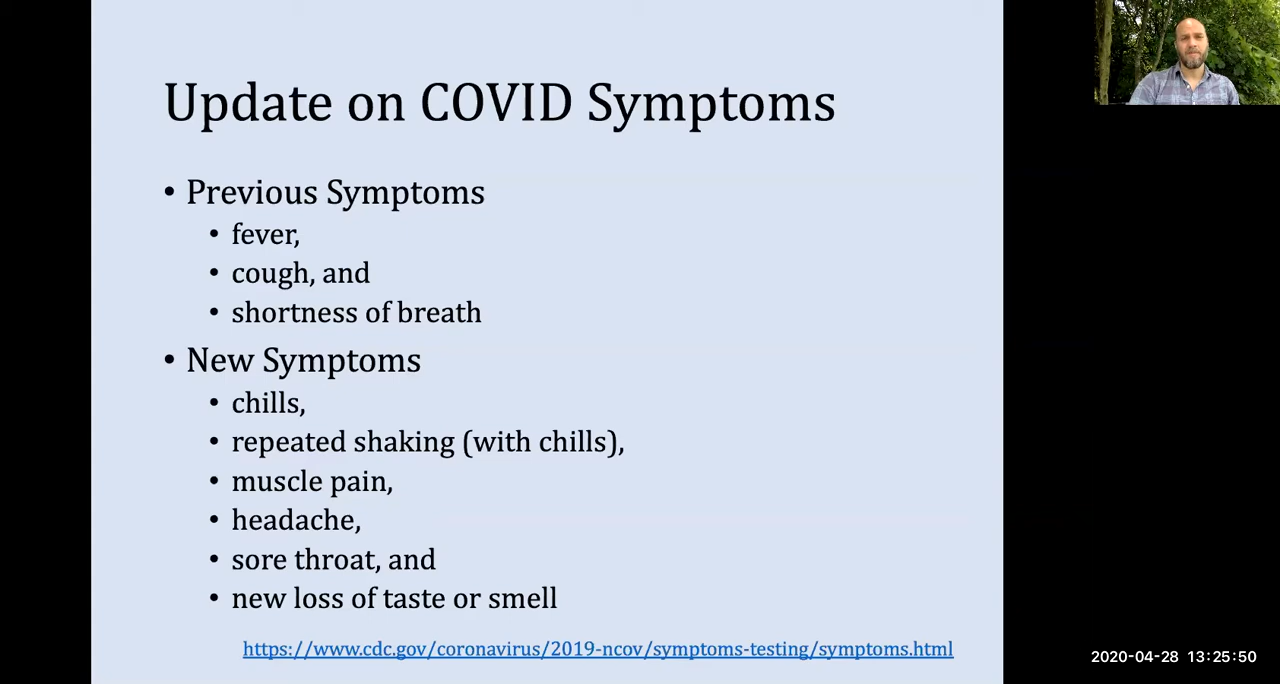 Update on COVID Symptoms
• Previous Symptoms
• fever,
• cough, and
• shortness of breath
• New Symptoms
• chills,
• repeated shaking (with chills),
• muscle pain,
• headache,
• sore throat, and
• new loss of taste or smell
https://www.cdc.gov/coronavirus/2019-ncov/symptoms-testing/symptoms.html
2020-04-28 13:25:50